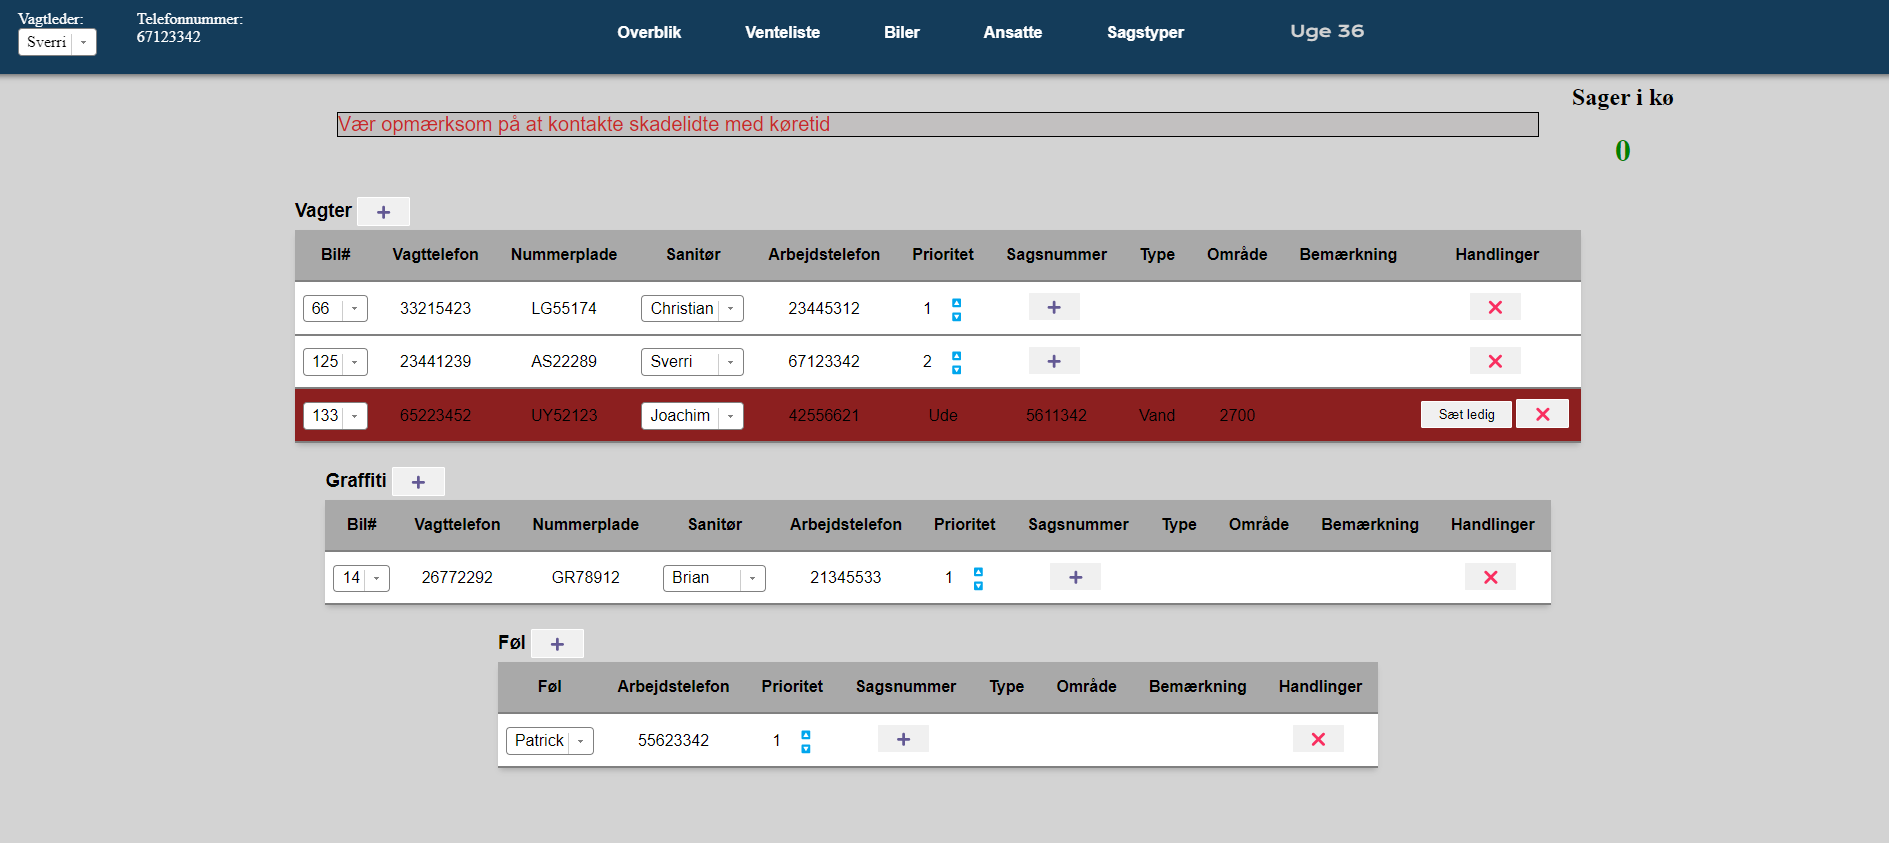 Vagtleder: Telefonnummer:
Sverri 67123342
Overblik Venteliste Biler Ansatte Sagstyper Uge 36
Sager i kø
Vær opmærksom på at kontakte skadelidte med køretid
0
Vagter +
Bil# Vagttelefon Nummerplade Sanitør Arbejdstelefon Prioritet Sagsnummer Type Område Bemærkning Handlinger
66 33215423 LG55174 Christian 23445312 1 +
125 23441239 AS22289 Sverri 67123342 2 +
133 65223452 UY52123 Joachim 42556621 Ude 5611342 Vand 2700 Sæt ledig
Graffiti +
Bil# Vagttelefon Nummerplade Sanitør Arbejdstelefon Prioritet Sagsnummer Type Område Bemærkning Handlinger
14 26772292 GR78912 Brian 21345533 1 +
Føl +
Føl Arbejdstelefon Prioritet Sagsnummer Type Område Bemærkning Handlinger
Patrick 55623342 1 +